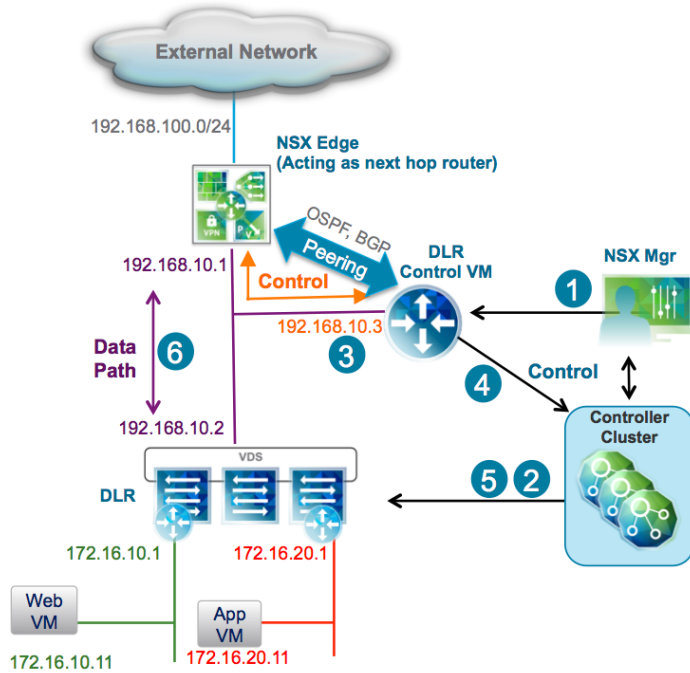 External Network
192.168.100.0/24
NSX Edge
(Acting as next hop router)
VPN
OSPF, BGP
Peering
DLR
Control VM
NSX Mgr
192.168.10.1
Control
1
192.168.10.3
3
Data
Path
6
4
Control
192.168.10.2
Controller
Cluster
VDS
DLR
5
2
172.16.10.1
172.16.20.1
Web
VM
App
VM
172.16.10.11
172.16.20.11